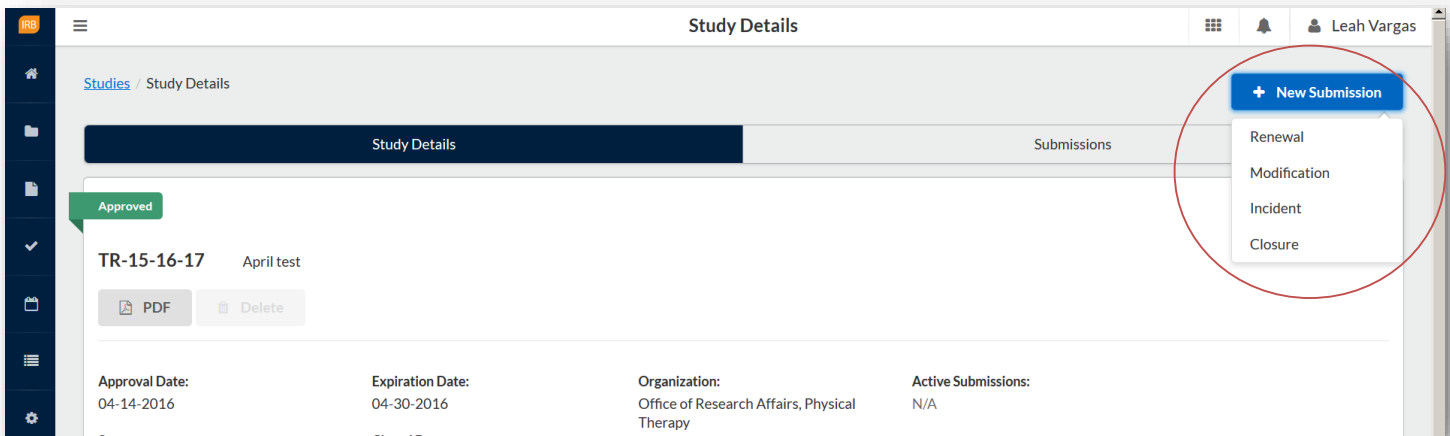 IRB
Study Details
Leah Vargas
Studies / Study Details
+ New Submission
Study Details
Submissions
Renewal
Modification
Incident
Closure
Approved
TR-15-16-17 April test
PDF
Delete
Approval Date:
04-14-2016
Expiration Date:
04-30-2016
Organization:
Office of Research Affairs, Physical
Therapy
Active Submissions:
N/A